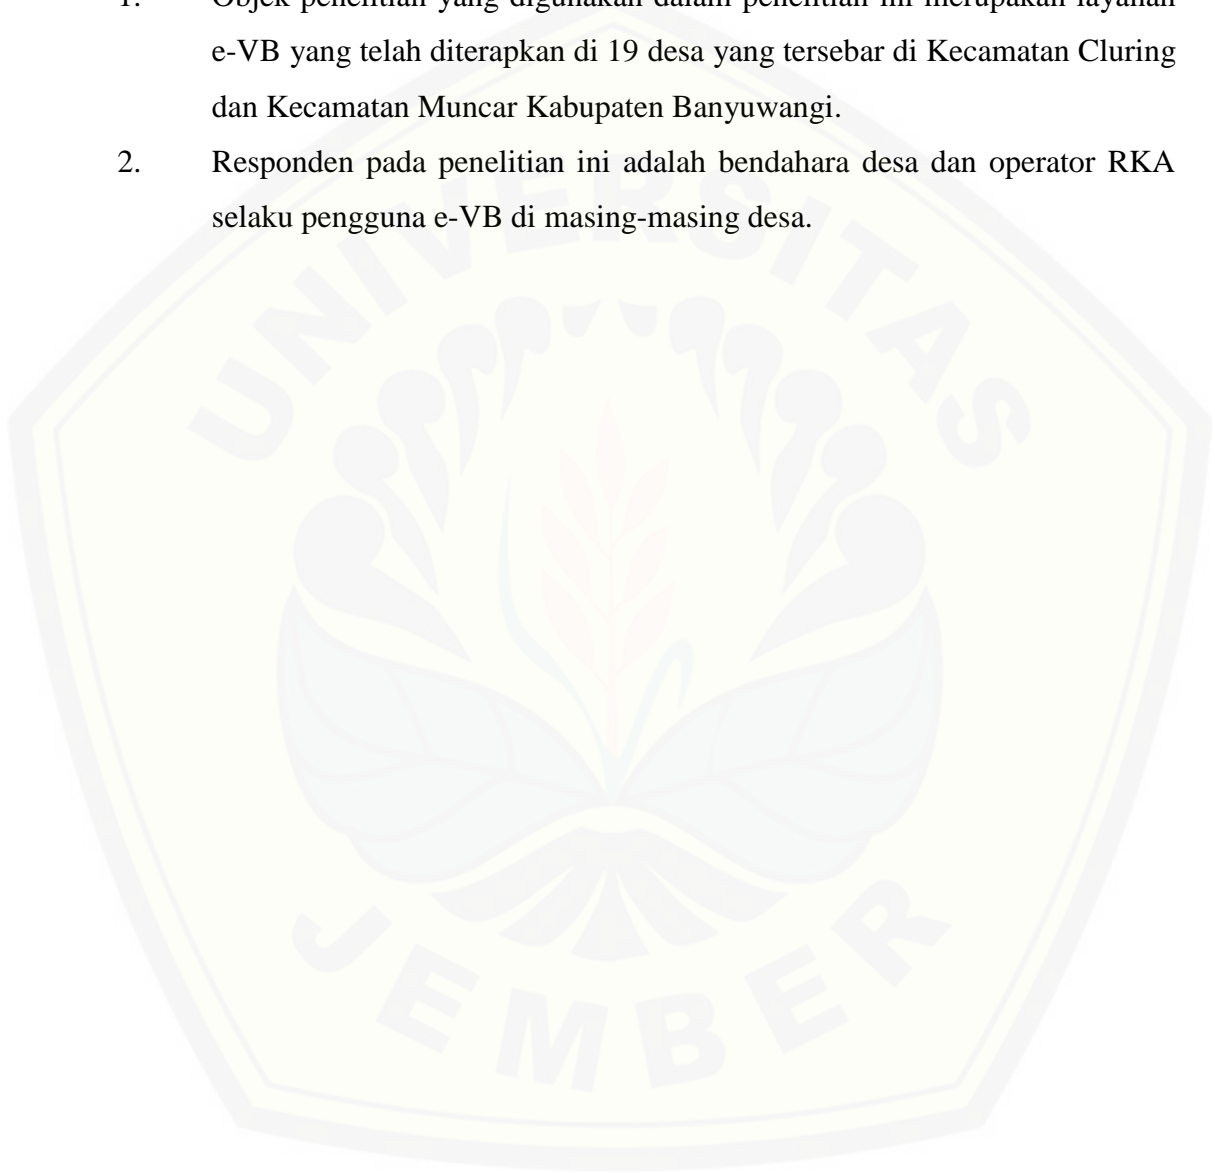 1. Objek penelitian yang digunakan dalam penelitian ini merupakan layanan
e-VB yang telah diterapkan di 19 desa yang tersebar di Kecamatan Cluring
dan Kecamatan Muncar Kabupaten Banyuwangi.
2. Responden pada penelitian ini adalah bendahara desa dan operator RKA
selaku pengguna e-VB di masing-masing desa.
UNIVERSITAS
JEMBER